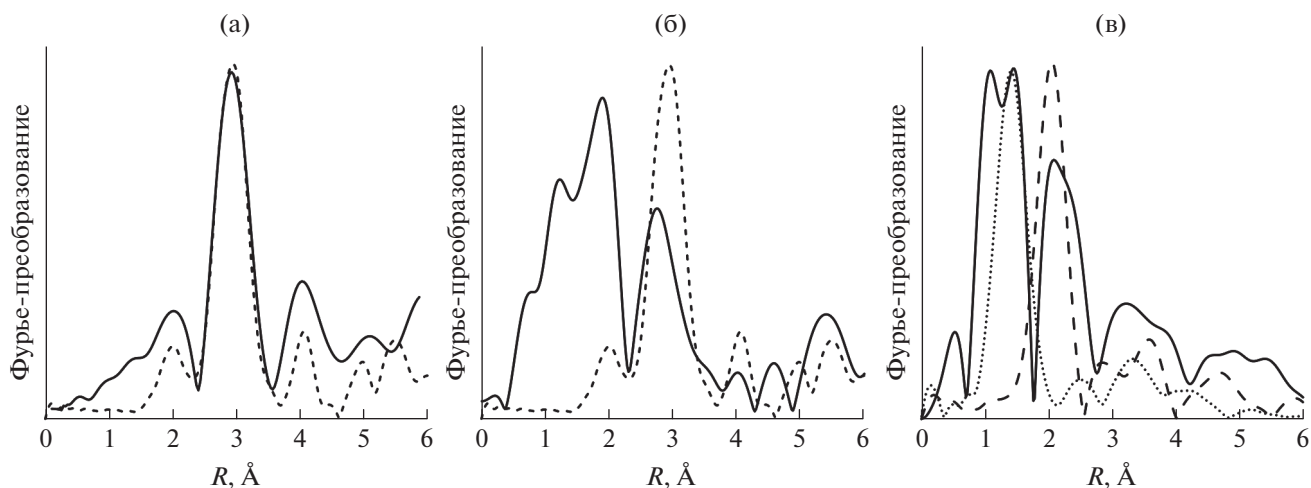 (а)
Фурье-преобразование
0 1 2 3 4 5 6
R, Å
(б)
Фурье-преобразование
0 1 2 3 4 5 6
R, Å
(в)
Фурье-преобразование
0 1 2 3 4 5 6
R, Å